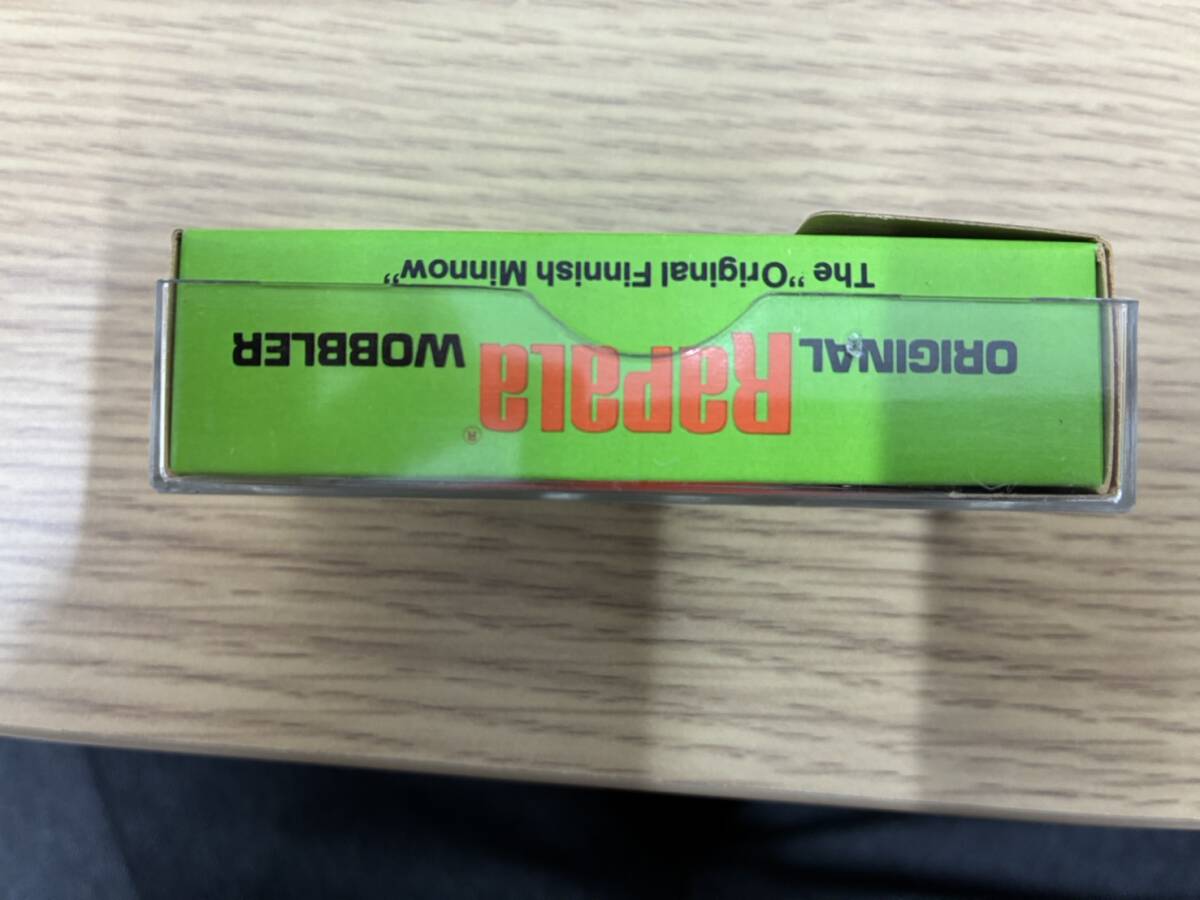 ORIGINAL Rapala® WOBBLER
The "Original Finnish Minnow"